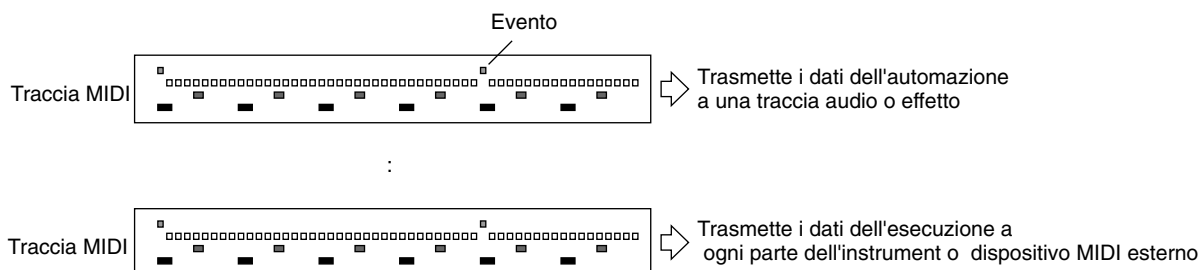 Evento
Traccia MIDI
Trasmette i dati dell'automazione
a una traccia audio o effetto
:
Traccia MIDI
Trasmette i dati dell'esecuzione a
ogni parte dell'instrument o dispositivo MIDI esterno